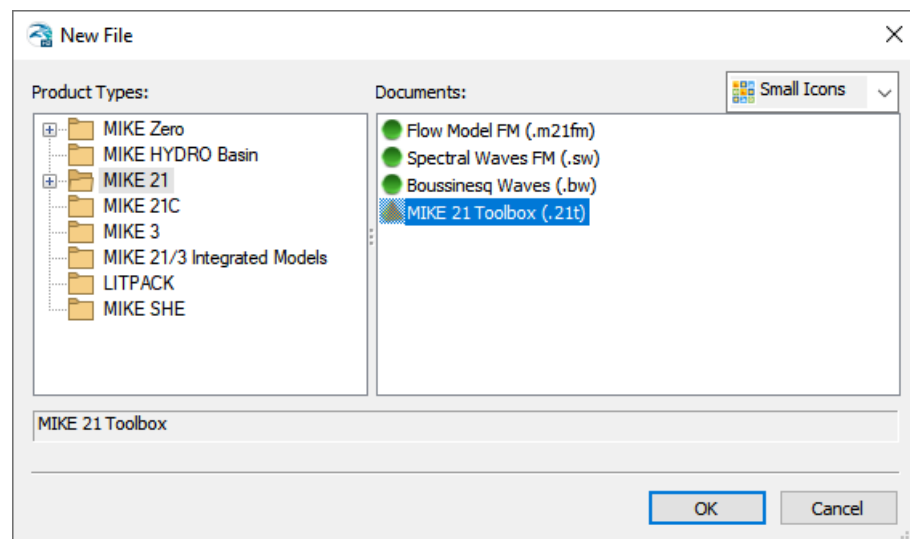 New File
Product Types:
Documents:
Small Icons
MIKE Zero
MIKE HYDRO Basin
MIKE 21
MIKE 21C
MIKE 3
MIKE 21/3 Integrated Models
LITPACK
MIKE SHE
Flow Model FM (.m21fm)
Spectral Waves FM (.sw)
Boussinesq Waves (.bw)
MIKE 21 Toolbox (.21t)
MIKE 21 Toolbox
OK
Cancel